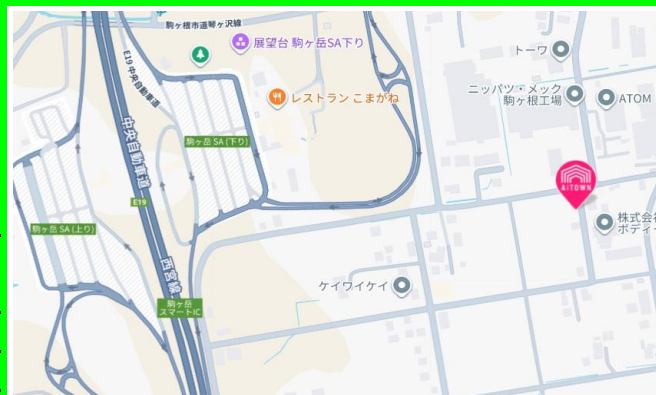 駒ヶ根市道琴ヶ沢線
展望台 駒ヶ岳SA下り
E19 中央自動車道
トーワ
レストラン こまがね
ニッパツ・メック
駒ヶ根工場
ATOM
中央自動車道
駒ヶ岳 SA (下り)
AITOWN
E19
株式会社
ボディー
駒ヶ岳 SA (上り)
西宮線
ケイワイケイ
駒ヶ岳
スマートIC